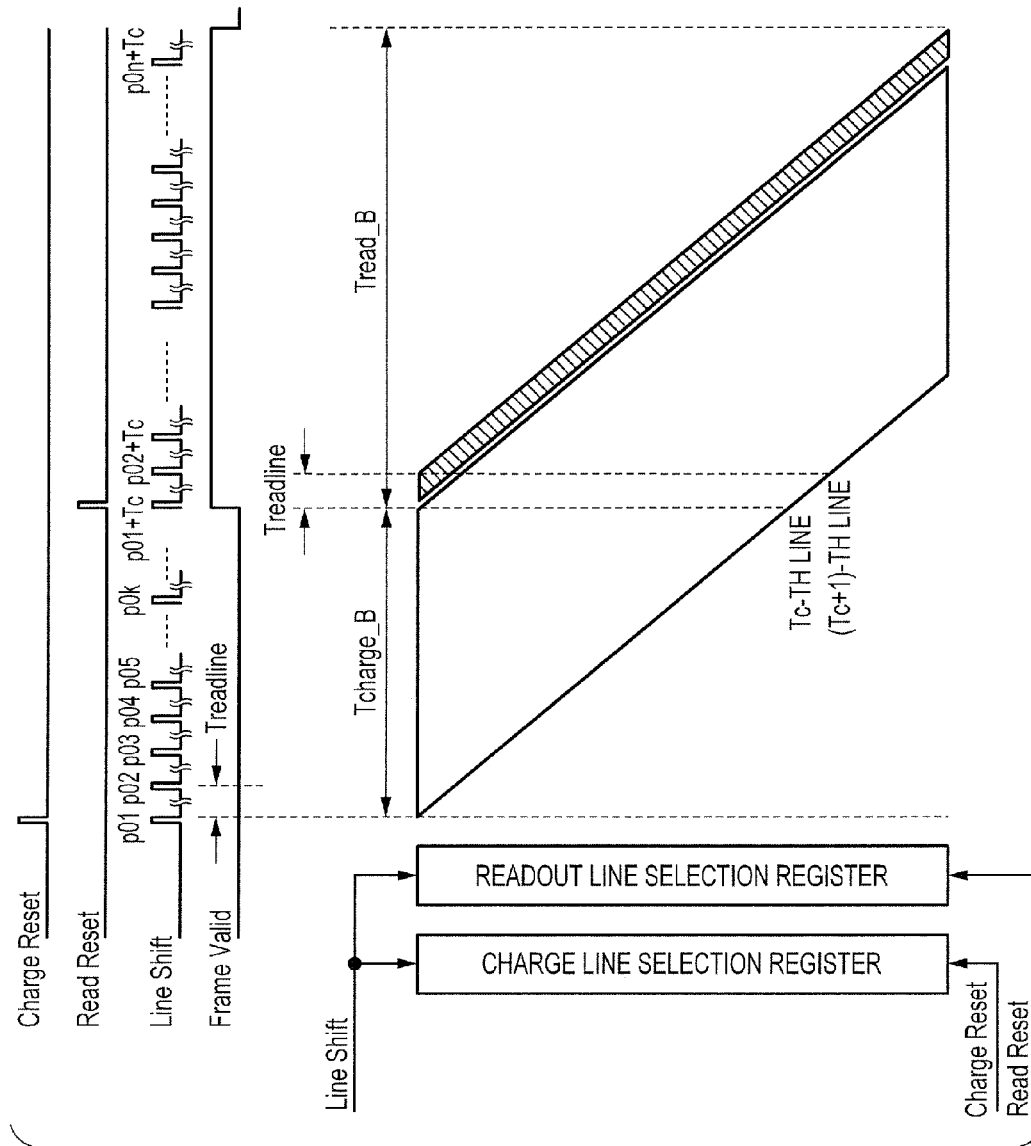 Charge Reset
Read Reset
Line Shift
Frame Valid
p01 p02 p03 p04 p05
p0k
p01+Tc p02+Tc
p0n+Tc
Treadline
Treadline
Tcharge_B
Tread_B
Tc-TH LINE
(Tc+1)-TH LINE
READOUT LINE SELECTION REGISTER
CHARGE LINE SELECTION REGISTER
Line Shift
Charge Reset
Read Reset